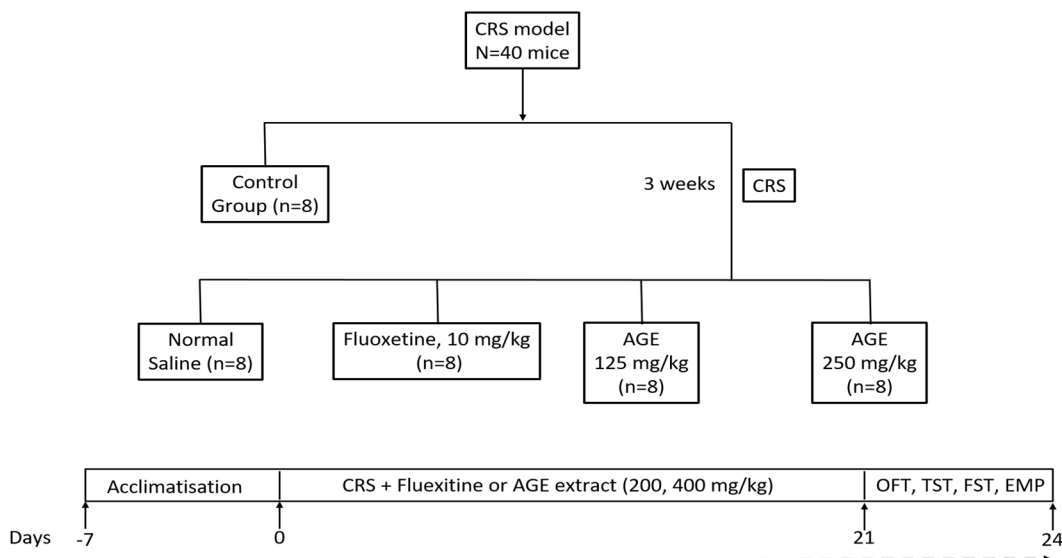 CRS model
N=40 mice
Control
Group (n=8)
3 weeks
CRS
Normal
Saline (n=8)
Fluoxetine, 10 mg/kg
(n=8)
AGE
125 mg/kg
(n=8)
AGE
250 mg/kg
(n=8)
Acclimatisation
CRS + Fluexitine or AGE extract (200, 400 mg/kg)
OFT, TST, FST, EMP
Days
-7
0
21
24